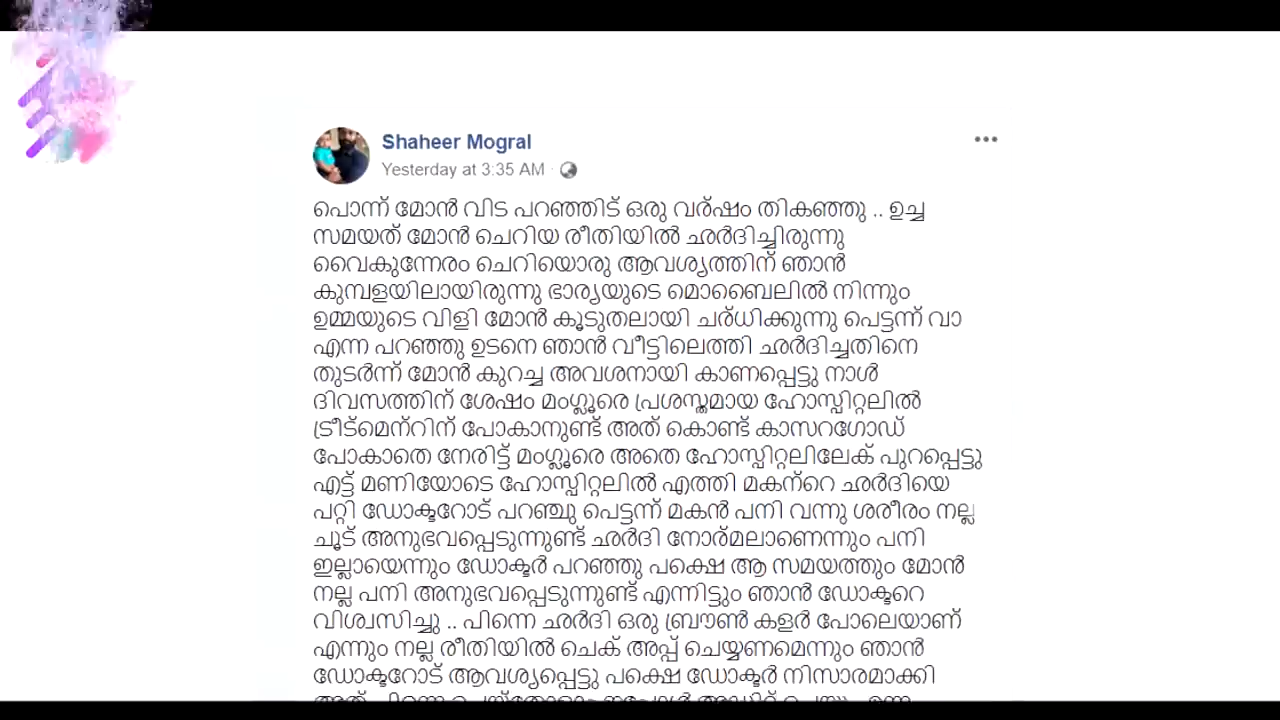 Shaheer Mogral
Yesterday at 3:35 AM ·
പൊന്ന് മോൻ വിട പറഞ്ഞിട് ഒരു വര്ഷം തികഞ്ഞു .. ഉച്ച
സമയത് മോൻ ചെറിയ രീതിയിൽ ഛർദിച്ചിരുന്നു
വൈകുന്നേരം ചെറിയൊരു ആവശ്യത്തിന് ഞാൻ
കുമ്പളയിലായിരുന്നു ഭാര്യയുടെ മൊബൈലിൽ നിന്നും
ഉമ്മയുടെ വിളി മോൻ കൂടുതലായി ചര്ധിക്കുന്നു പെട്ടന്ന് വാ
എന്ന പറഞ്ഞു ഉടനെ ഞാൻ വീട്ടിലെത്തി ഛർദിച്ചതിനെ
തുടർന്ന് മോൻ കുറച്ച അവശനായി കാണപ്പെട്ടു നാൾ
ദിവസത്തിന് ശേഷം മംഗ്ലൂരെ പ്രശസ്തമായ ഹോസ്പിറ്റലിൽ
ട്രീട്മെന്റിന് പോകാനുണ്ട് അത് കൊണ്ട് കാസറഗോഡ്
പോകാതെ നേരിട്ട് മംഗ്ലൂരെ അതെ ഹോസ്പിറ്റലിലേക് പുറപ്പെട്ടു
എട്ട് മണിയോടെ ഹോസ്പിറ്റലിൽ എത്തി മകന്റെ ഛർദിയെ
പറ്റി ഡോക്ടറോട് പറഞ്ചു പെട്ടന്ന് മകൻ പനി വന്നു ശരീരം നല്ല
ചൂട് അനുഭവപ്പെടുന്നുണ്ട് ഛർദി നോര്മലാണെന്നും പനി
ഇല്ലായെന്നും ഡോക്ടർ പറഞ്ഞു പക്ഷെ ആ സമയത്തും മോൻ
നല്ല പനി അനുഭവപ്പെടുന്നുണ്ട് എന്നിട്ടും ഞാൻ ഡോക്ടറെ
വിശ്വസിച്ചു .. പിന്നെ ഛർദി ഒരു ബ്രൗൺ കളർ പോലെയാണ്
എന്നും നല്ല രീതിയിൽ ചെക് അപ്പ് ചെയ്യണമെന്നും ഞാൻ
ഡോക്ടറോട് ആവശ്യപ്പെട്ടു പക്ഷെ ഡോക്ടർ നിസാരമാക്കി